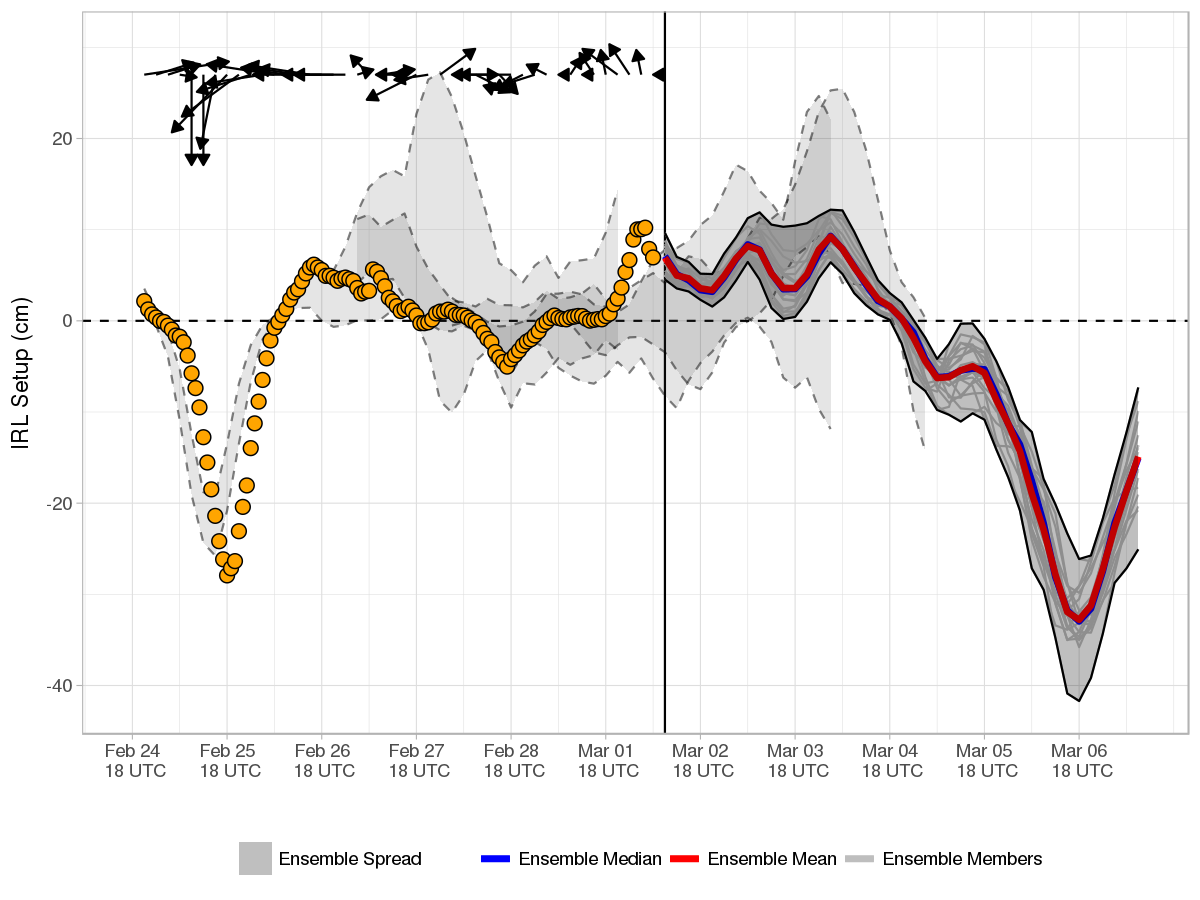 IRL Setup (cm)
20
0
-20
-40
Feb 24 Feb 25 Feb 26 Feb 27 Feb 28 Mar 01 Mar 02 Mar 03 Mar 04 Mar 05 Mar 06
18 UTC 18 UTC 18 UTC 18 UTC 18 UTC 18 UTC 18 UTC 18 UTC 18 UTC 18 UTC 18 UTC
Ensemble Spread Ensemble Median Ensemble Mean Ensemble Members